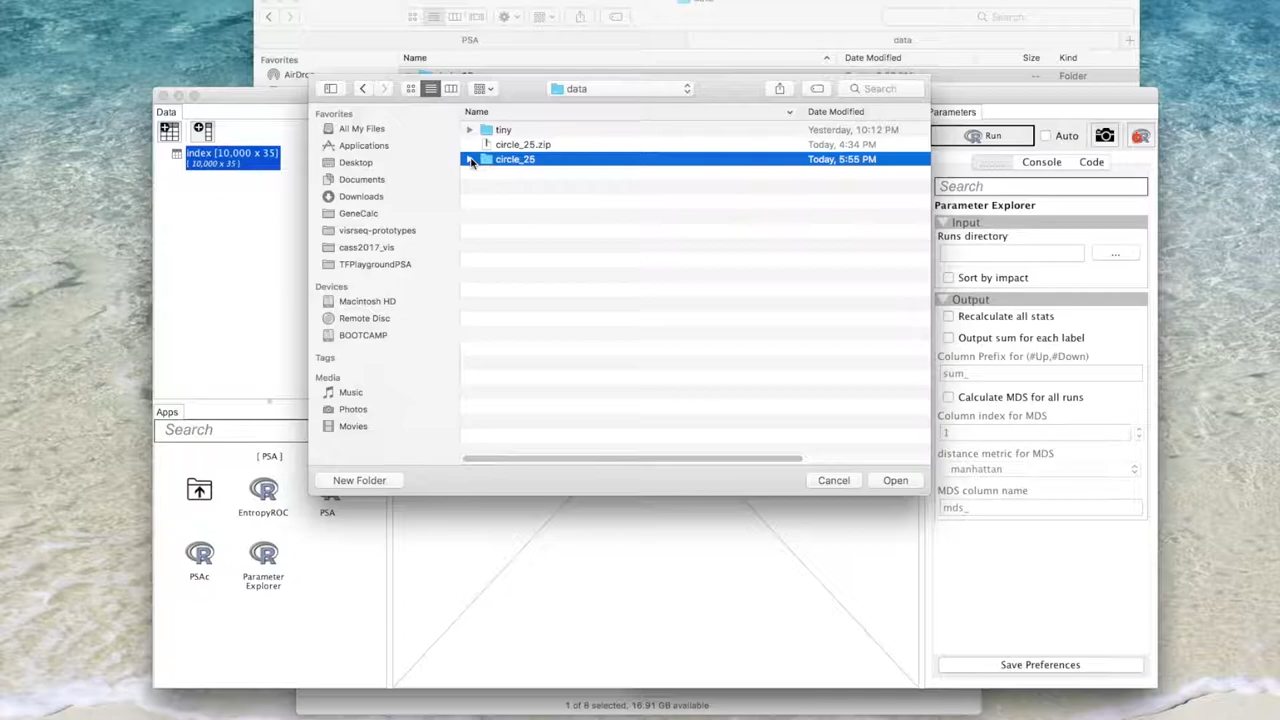 Search
PSA
data
Favorites
Name
Date Modified
Size
Kind
AirDr
--
Folder
Data
data
Search
Parameters
Favorites
Name
Date Modified
All My Files
tiny
Yesterday, 10:12 PM
Run
Auto
Applications
circle_25.zip
Today, 4:34 PM
index [10,000 x 35]
[ 10,000 x 35 ]
Desktop
circle_25
Today, 5:55 PM
Console
Code
Documents
Search
Downloads
Parameter Explorer
GeneCalc
Input
visrseq-prototypes
Runs directory
cass2017_vis
...
TFPlaygroundPSA
Sort by impact
Devices
Output
Macintosh HD
Recalculate all stats
Remote Disc
BOOTCAMP
Output sum for each label
Tags
Column Prefix for (#Up,#Down)
sum_
Media
Music
Calculate MDS for all runs
Photos
Column index for MDS
Movies
1
Apps
Search
distance metric for MDS
[ PSA ]
manhattan
New Folder
Cancel
Open
MDS column name
mds_
EntropyROC
PSA
PSAc
Parameter
Explorer
Save Preferences
1 of 6 selected, 16.91 GB available